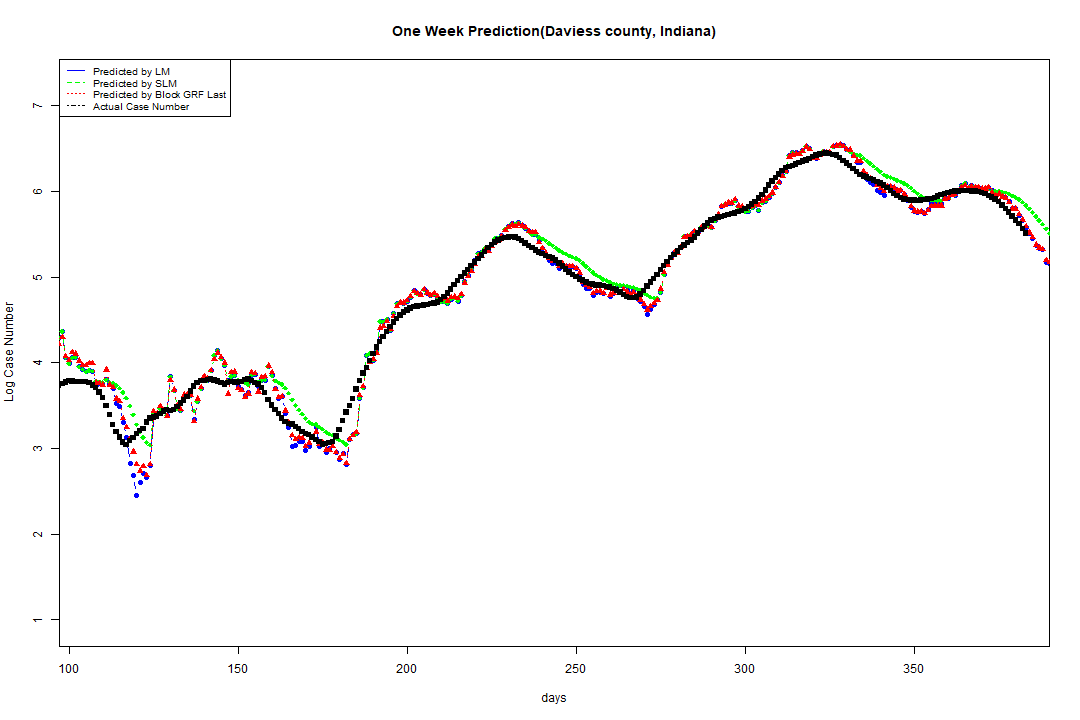 One Week Prediction(Daviess county, Indiana)
Predicted by LM
Predicted by SLM
Predicted by Block GRF Last
Actual Case Number
7
6
5
4
3
2
1
Log Case Number
100 150 200 250 300 350
days